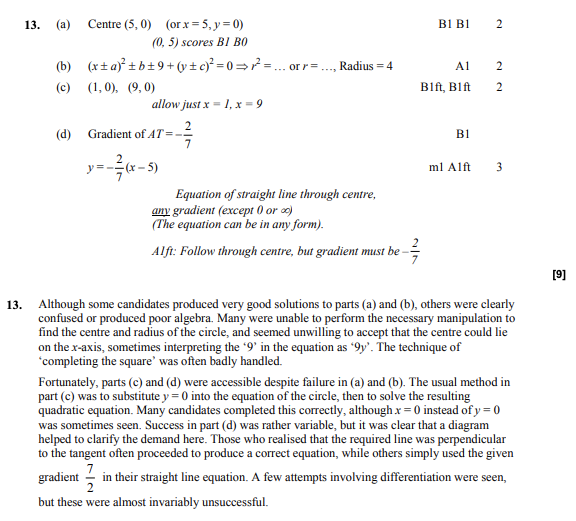 13. (a) Centre (5, 0) (or x = 5, y = 0) B1 B1 2
(0, 5) scores B1 B0
(b) (x ± a)² ± b ± 9 + (y ± c)² = 0 ⇒ r² = ... or r = ..., Radius = 4 A1 2
(c) (1, 0), (9, 0) B1ft, B1ft 2
allow just x = 1, x = 9
(d) Gradient of AT = −2/7 B1
y = −2/7(x – 5) m1 A1ft 3
Equation of straight line through centre,
any gradient (except 0 or ∞)
(The equation can be in any form).
A1ft: Follow through centre, but gradient must be −2/7
[9]
13. Although some candidates produced very good solutions to parts (a) and (b), others were clearly
confused or produced poor algebra. Many were unable to perform the necessary manipulation to
find the centre and radius of the circle, and seemed unwilling to accept that the centre could lie
on the x-axis, sometimes interpreting the ‘9’ in the equation as ‘9y’. The technique of
‘completing the square’ was often badly handled.
Fortunately, parts (c) and (d) were accessible despite failure in (a) and (b). The usual method in
part (c) was to substitute y = 0 into the equation of the circle, then to solve the resulting
quadratic equation. Many candidates completed this correctly, although x = 0 instead of y = 0
was sometimes seen. Success in part (d) was rather variable, but it was clear that a diagram
helped to clarify the demand here. Those who realised that the required line was perpendicular
to the tangent often proceeded to produce a correct equation, while others simply used the given
gradient 7/2 in their straight line equation. A few attempts involving differentiation were seen,
but these were almost invariably unsuccessful.